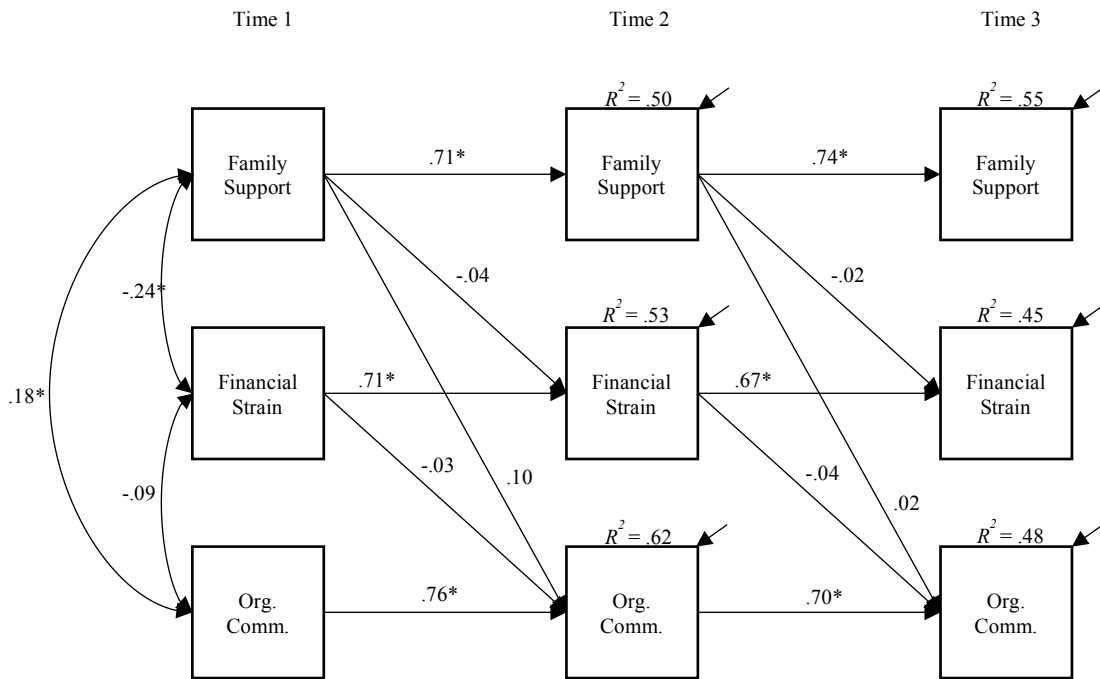 Time 1
Time 2
Time 3
R² = .50
R² = .55
Family
Support
.71*
Family
Support
.74*
Family
Support
-.24*
-.04
-.02
R² = .53
R² = .45
.18*
Financial
Strain
.71*
Financial
Strain
.67*
Financial
Strain
-.09
-.03
.10
-.04
.02
R² = .62
R² = .48
Org.
Comm.
.76*
Org.
Comm.
.70*
Org.
Comm.